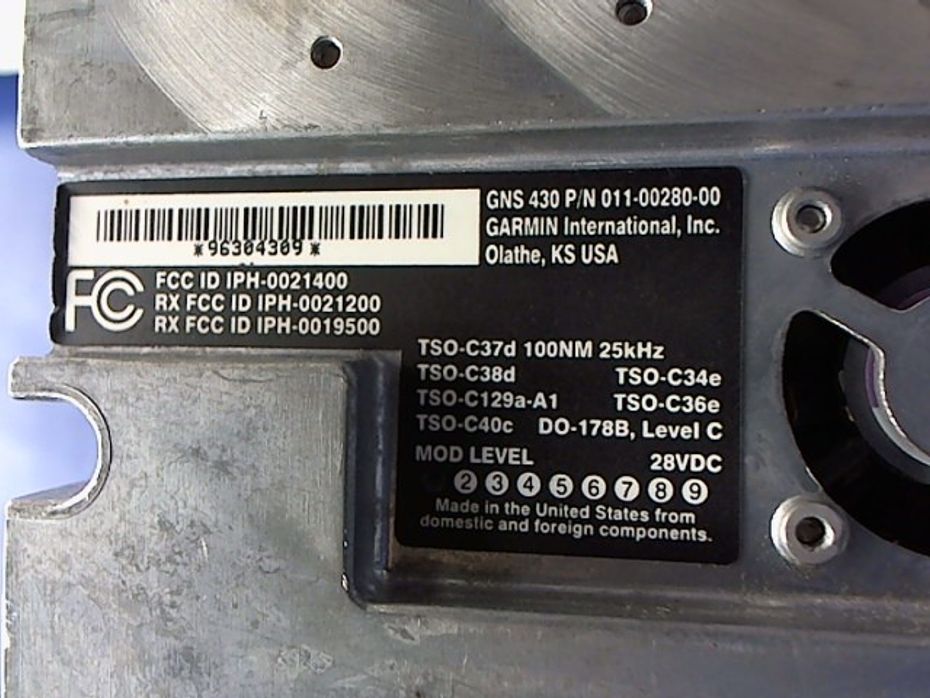 GNS 430 P/N 011-00280-00
GARMIN International, Inc.
Olathe, KS USA
*96304309*
FC
FCC ID IPH-0021400
RX FCC ID IPH-0021200
RX FCC ID IPH-0019500
TSO-C37d 100NM 25kHz
TSO-C38d TSO-C34e
TSO-C129a-A1 TSO-C36e
TSO-C40c DO-178B, Level C
MOD LEVEL 28VDC
2 3 4 5 6 7 8 9
Made in the United States from
domestic and foreign components.